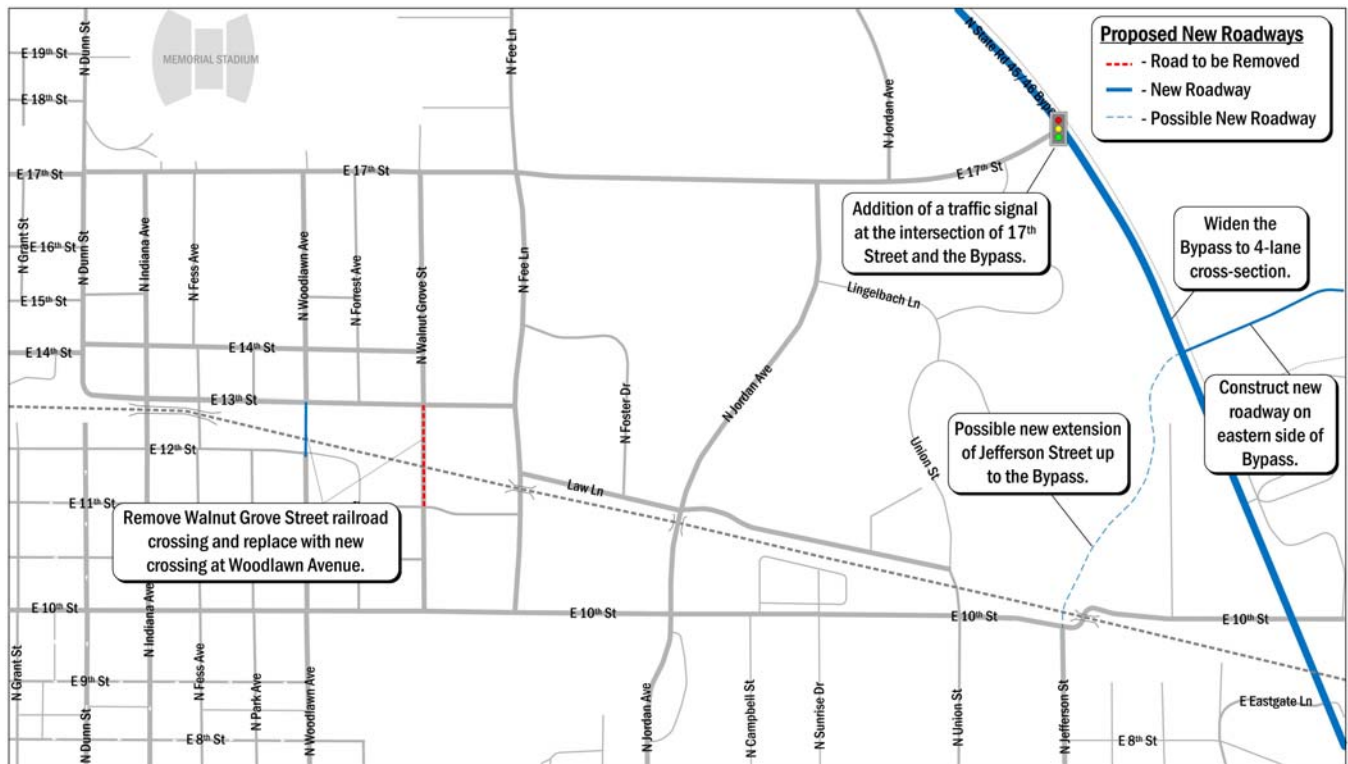 Proposed New Roadways
- Road to be Removed
- New Roadway
- Possible New Roadway
MEMORIAL STADIUM
E 19th St
E 18th St
E 17th St
E 17th St
E 17th St
E 16th St
E 15th St
E 14th St
E 14th St
E 13th St
E 12th St
E 11th St
E 10th St
E 10th St
E 10th St
E 10th St
E 9th St
E 8th St
E 8th St
N Dunn St
N Dunn St
N Dunn St
N Grant St
N Grant St
N Indiana Ave
N Indiana Ave
N Fess Ave
N Fess Ave
N Park Ave
N Woodlawn Ave
N Woodlawn Ave
N Forrest Ave
N Walnut Grove St
N Fee Ln
N Fee Ln
N Foster Dr
Law Ln
N Jordan Ave
N Jordan Ave
N Jordan Ave
Lingelbach Ln
Union St
N Campbell St
N Sunrise Dr
N Union St
N Jefferson St
E Eastgate Ln
N State Rd 45/46
Addition of a traffic signal
at the intersection of 17th
Street and the Bypass.
Widen the
Bypass to 4-lane
cross-section.
Construct new
roadway on
eastern side of
Bypass.
Possible new extension
of Jefferson Street up
to the Bypass.
Remove Walnut Grove Street railroad
crossing and replace with new
crossing at Woodlawn Avenue.